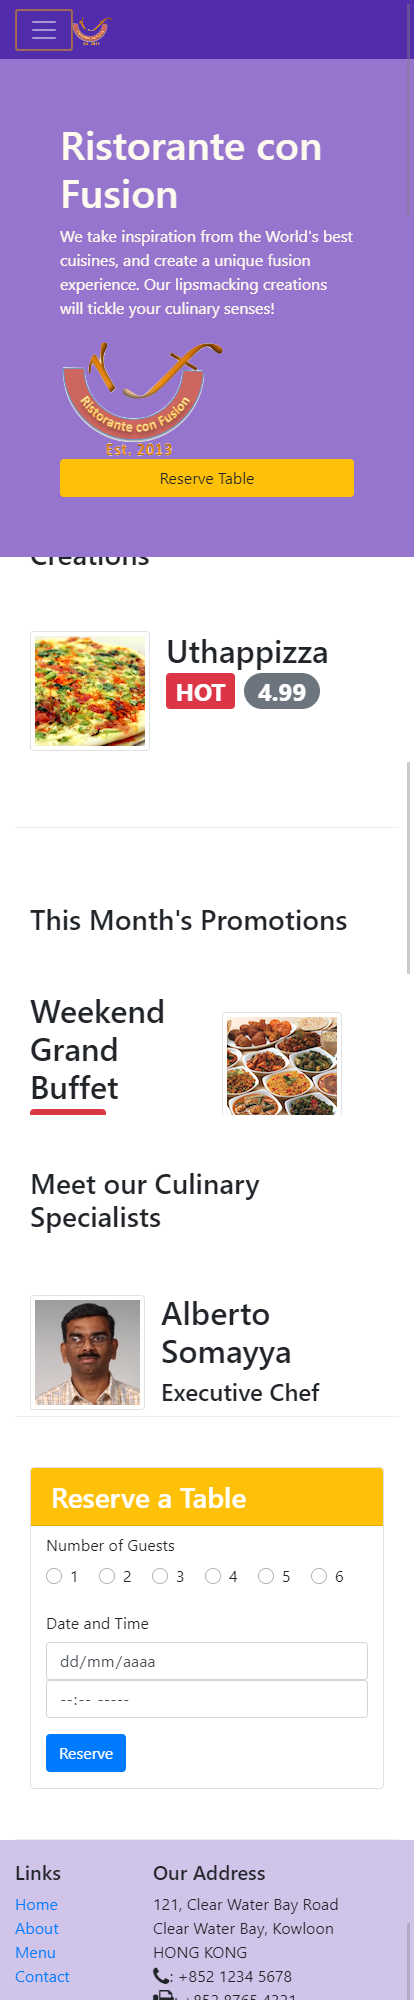 Ristorante con
Fusion
We take inspiration from the World's best
cuisines, and create a unique fusion
experience. Our lipsmacking creations
will tickle your culinary senses!
Ristorante con Fusion
Est. 2013
Reserve Table
Creations
Uthappizza
HOT 4.99
This Month's Promotions
Weekend
Grand
Buffet
Meet our Culinary
Specialists
Alberto
Somayya
Executive Chef
Reserve a Table
Number of Guests
1 2 3 4 5 6
Date and Time
dd/mm/aaaa
--:-- -----
Reserve
Links
Home
About
Menu
Contact
Our Address
121, Clear Water Bay Road
Clear Water Bay, Kowloon
HONG KONG
: +852 1234 5678
: +852 8765 4321